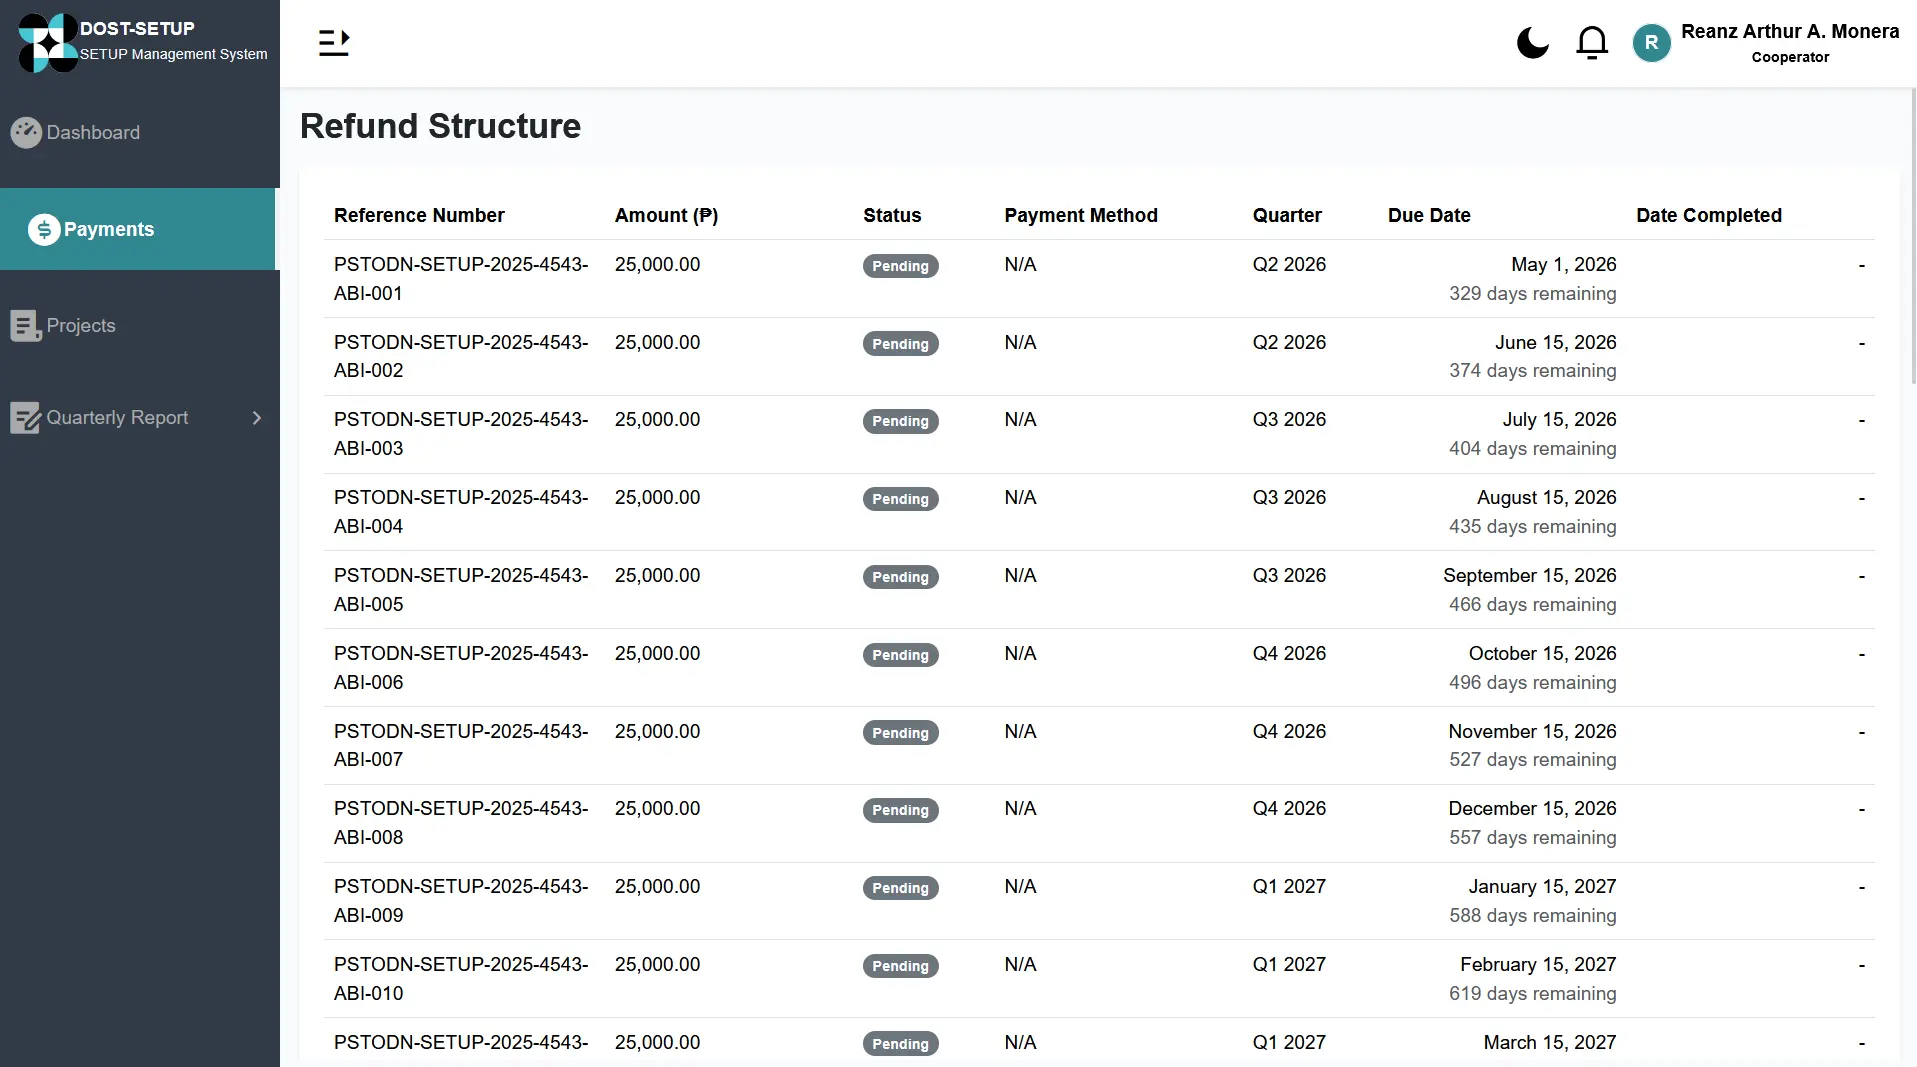 DOST-SETUP
SETUP Management System
R
Reanz Arthur A. Monera
Cooperator
Dashboard
Payments
Projects
Quarterly Report
Refund Structure
Reference Number Amount (₱) Status Payment Method Quarter Due Date Date Completed
PSTODN-SETUP-2025-4543- 25,000.00 Pending N/A Q2 2026 May 1, 2026 -
ABI-001 329 days remaining
PSTODN-SETUP-2025-4543- 25,000.00 Pending N/A Q2 2026 June 15, 2026 -
ABI-002 374 days remaining
PSTODN-SETUP-2025-4543- 25,000.00 Pending N/A Q3 2026 July 15, 2026 -
ABI-003 404 days remaining
PSTODN-SETUP-2025-4543- 25,000.00 Pending N/A Q3 2026 August 15, 2026 -
ABI-004 435 days remaining
PSTODN-SETUP-2025-4543- 25,000.00 Pending N/A Q3 2026 September 15, 2026 -
ABI-005 466 days remaining
PSTODN-SETUP-2025-4543- 25,000.00 Pending N/A Q4 2026 October 15, 2026 -
ABI-006 496 days remaining
PSTODN-SETUP-2025-4543- 25,000.00 Pending N/A Q4 2026 November 15, 2026 -
ABI-007 527 days remaining
PSTODN-SETUP-2025-4543- 25,000.00 Pending N/A Q4 2026 December 15, 2026 -
ABI-008 557 days remaining
PSTODN-SETUP-2025-4543- 25,000.00 Pending N/A Q1 2027 January 15, 2027 -
ABI-009 588 days remaining
PSTODN-SETUP-2025-4543- 25,000.00 Pending N/A Q1 2027 February 15, 2027 -
ABI-010 619 days remaining
PSTODN-SETUP-2025-4543- 25,000.00 Pending N/A Q1 2027 March 15, 2027 -